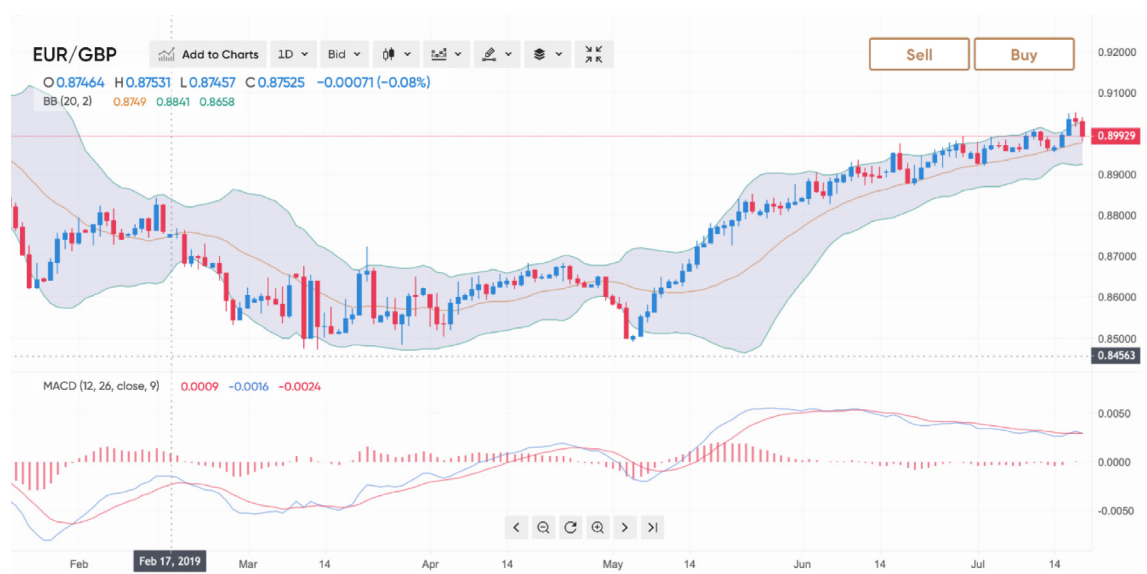 EUR/GBP Add to Charts 1D Bid Sell Buy
O 0.87464 H 0.87531 L 0.87457 C 0.87525 -0.00071 (-0.08%)
BB (20, 2) 0.8749 0.8841 0.8658
0.92000
0.91000
0.89929
0.89000
0.88000
0.87000
0.86000
0.85000
0.84563
MACD (12, 26, close, 9) 0.0009 -0.0016 -0.0024
0.0050
0.0000
-0.0050
Feb Feb 17, 2019 Mar 14 Apr 14 May 14 Jun 14 Jul 14